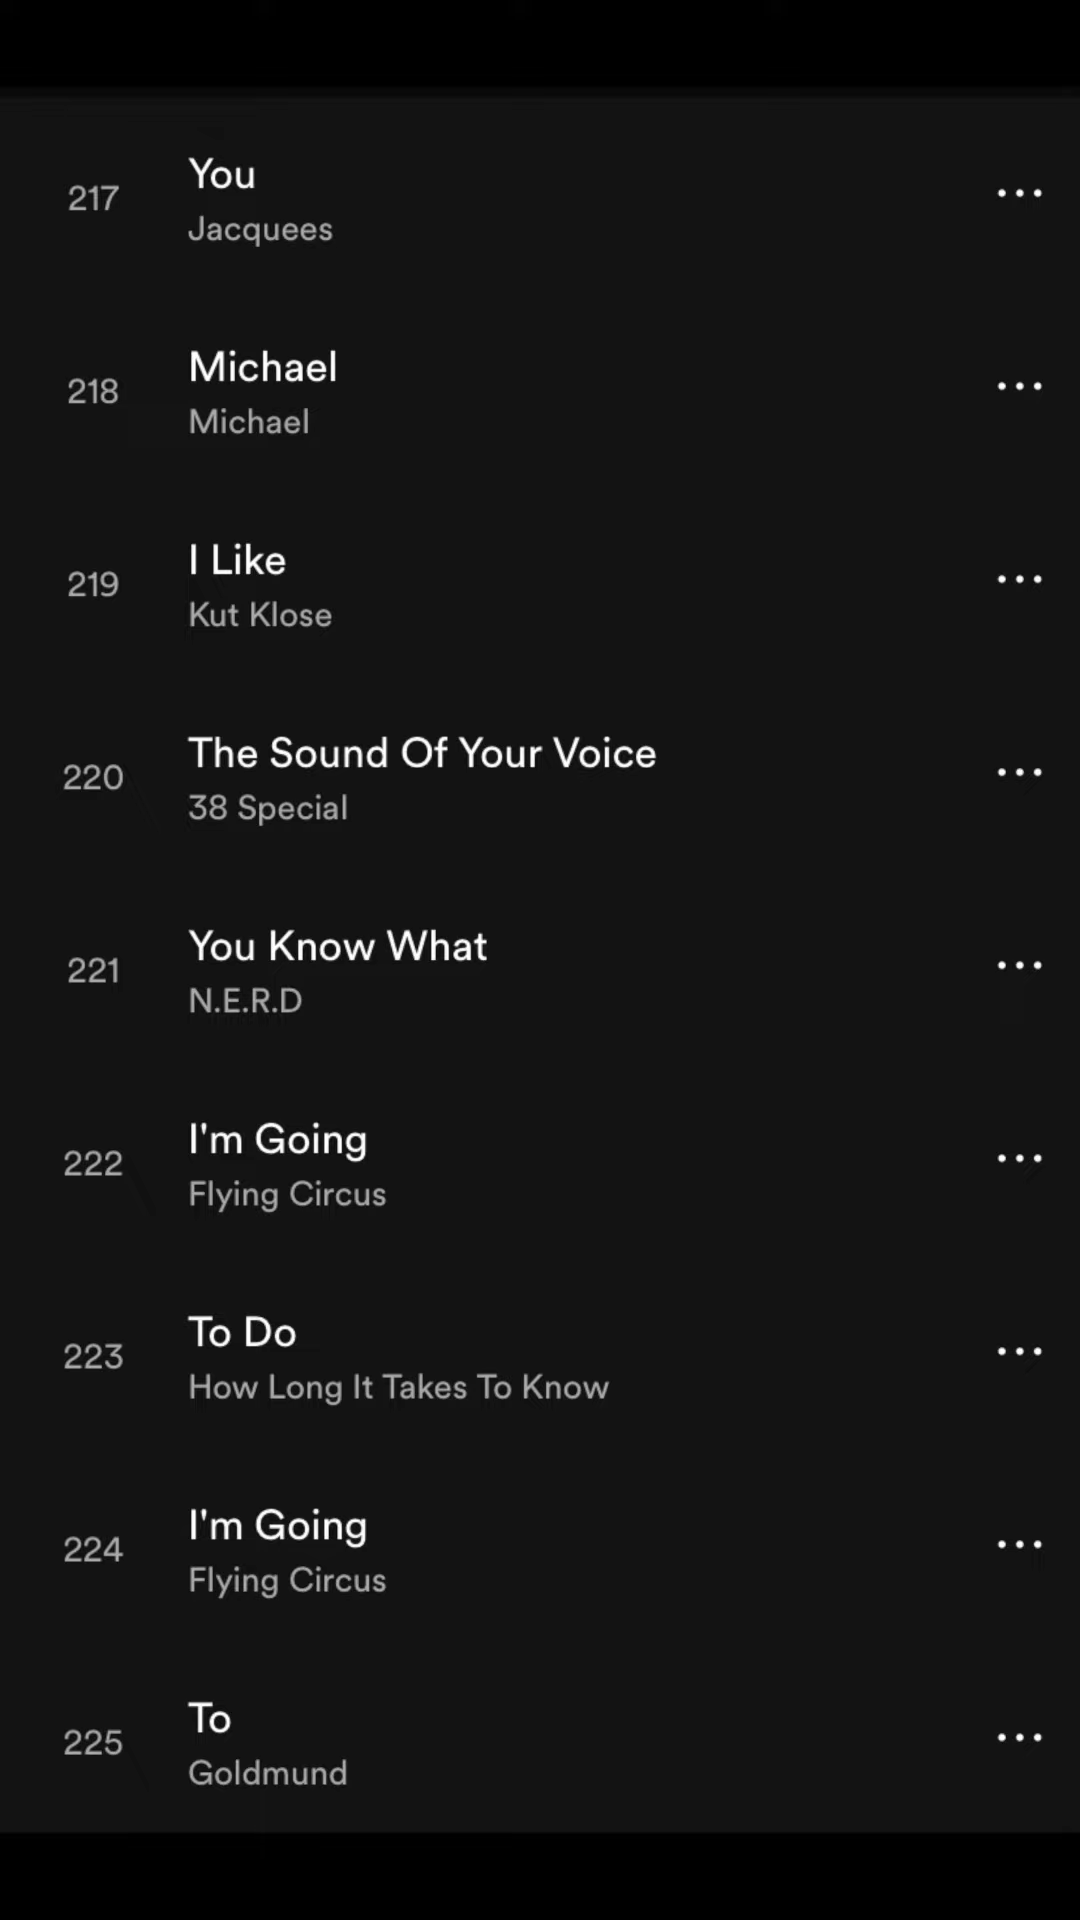 217
You
Jacquees
218
Michael
Michael
219
I Like
Kut Klose
220
The Sound Of Your Voice
38 Special
221
You Know What
N.E.R.D
222
I'm Going
Flying Circus
223
To Do
How Long It Takes To Know
224
I'm Going
Flying Circus
225
To
Goldmund